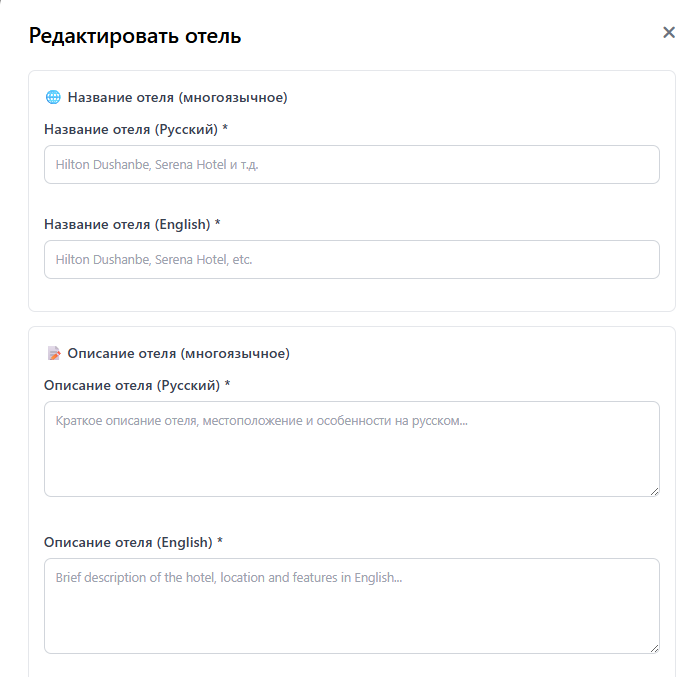 Редактировать отель
Название отеля (многоязычное)
Название отеля (Русский) *
Hilton Dushanbe, Serena Hotel и т.д.
Название отеля (English) *
Hilton Dushanbe, Serena Hotel, etc.
Описание отеля (многоязычное)
Описание отеля (Русский) *
Краткое описание отеля, местоположение и особенности на русском...
Описание отеля (English) *
Brief description of the hotel, location and features in English...